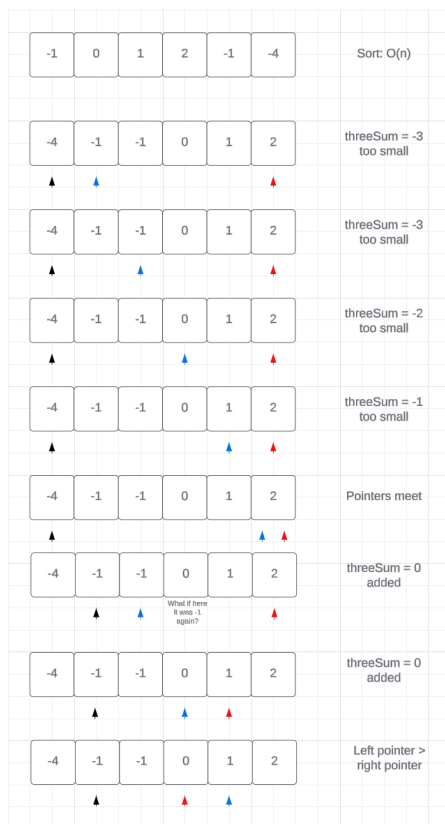 -1 0 1 2 -1 -4
Sort: O(n)
-4 -1 -1 0 1 2
threeSum = -3
too small
-4 -1 -1 0 1 2
threeSum = -3
too small
-4 -1 -1 0 1 2
threeSum = -2
too small
-4 -1 -1 0 1 2
threeSum = -1
too small
-4 -1 -1 0 1 2
Pointers meet
-4 -1 -1 0 1 2
threeSum = 0
added
What if here
it was -1
again?
-4 -1 -1 0 1 2
threeSum = 0
added
-4 -1 -1 0 1 2
Left pointer >
right pointer